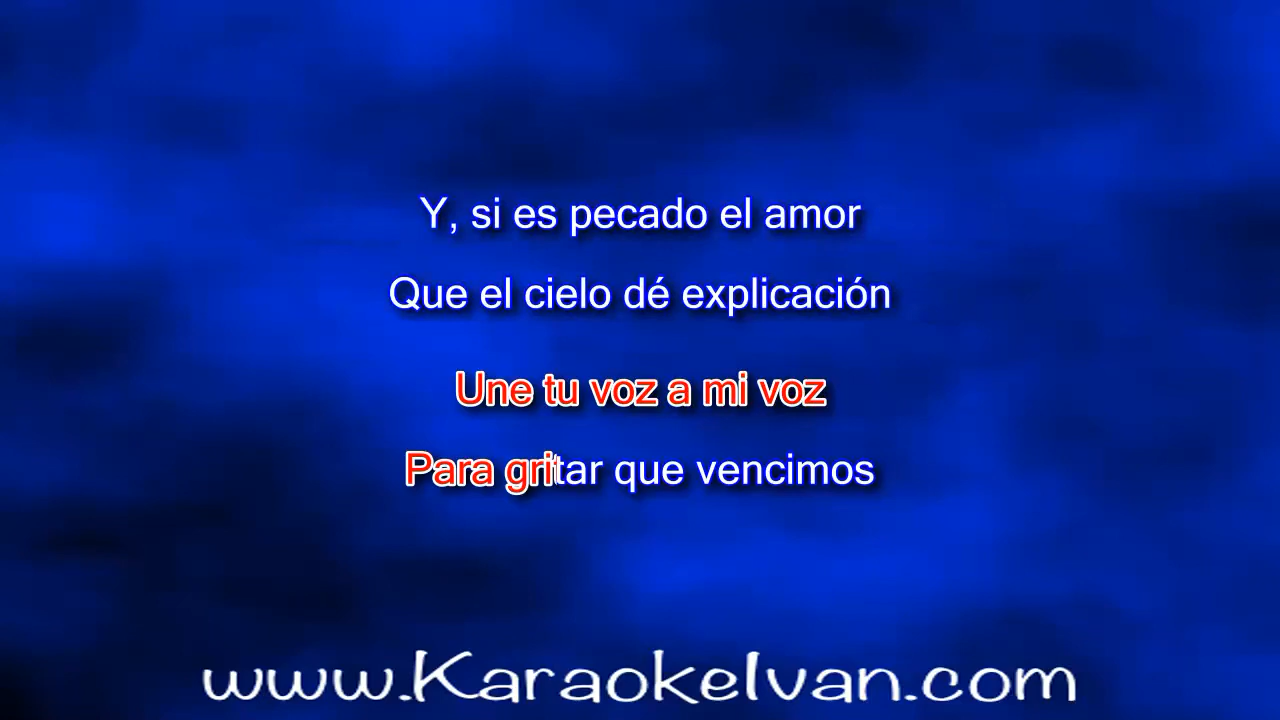 Y, si es pecado el amor
Que el cielo dé explicación
Une tu voz a mi voz
Para gritar que vencimos
www.KaraokeIvan.com